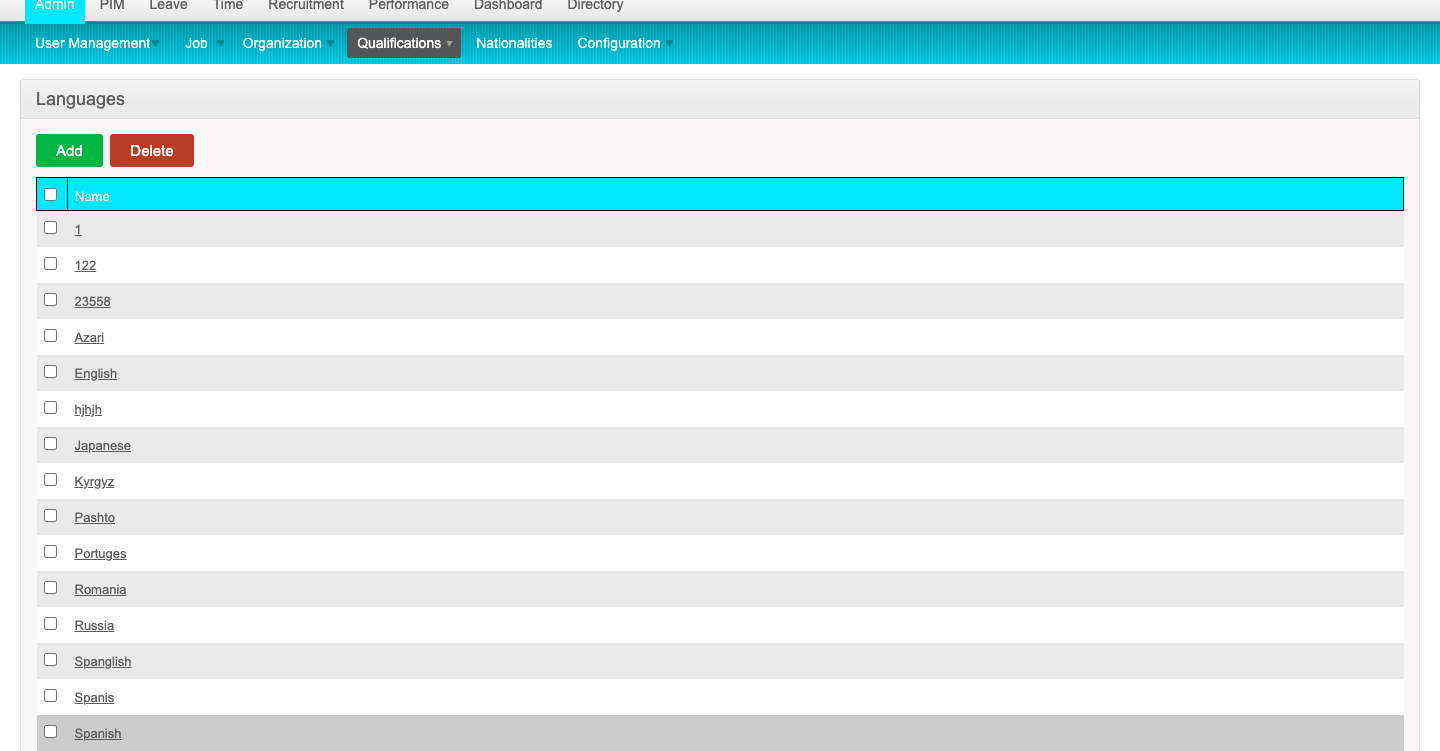 Admin PIM Leave Time Recruitment Performance Dashboard Directory
User Management Job Organization Qualifications Nationalities Configuration
Languages
Add Delete
Name
1
122
23558
Azari
English
hjhjh
Japanese
Kyrgyz
Pashto
Portuges
Romania
Russia
Spanglish
Spanis
Spanish